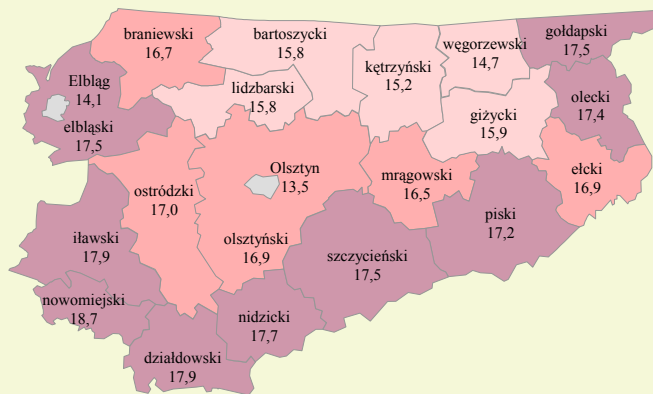 braniewski
16,7
bartoszycki
15,8
kętrzyński
15,2
węgorzewski
14,7
gołdapski
17,5
Elbląg
14,1
elbląski
17,5
lidzbarski
15,8
giżycki
15,9
olecki
17,4
ostródzki
17,0
Olsztyn
13,5
olsztyński
16,9
mrągowski
16,5
ełcki
16,9
piski
17,2
iławski
17,9
szczycieński
17,5
nowomiejski
18,7
nidzicki
17,7
działdowski
17,9